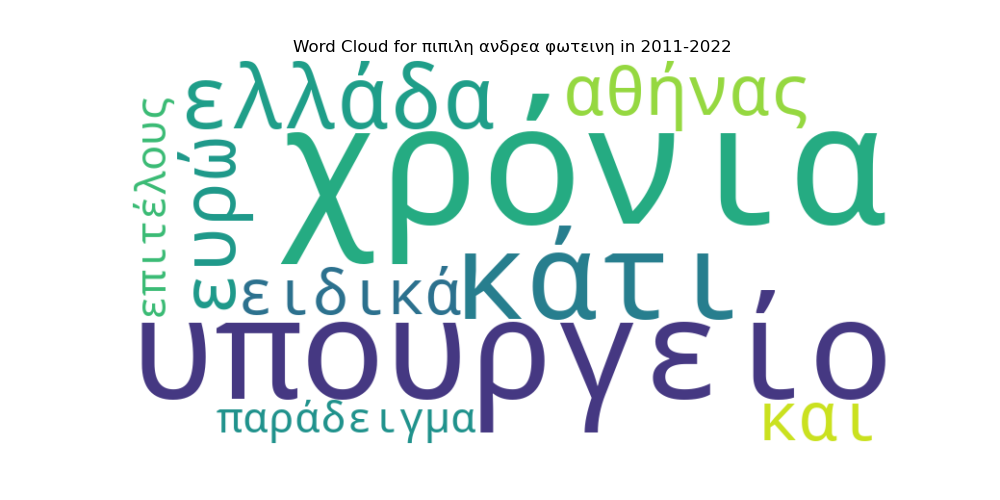 Word Cloud for πιπιλη ανδρεα φωτεινη in 2011-2022
ελλάδα
αθήνας
χρόνια
επιτέλους
ευρώ
ειδικά
κάτι
υπουργείο
παράδειγμα
και